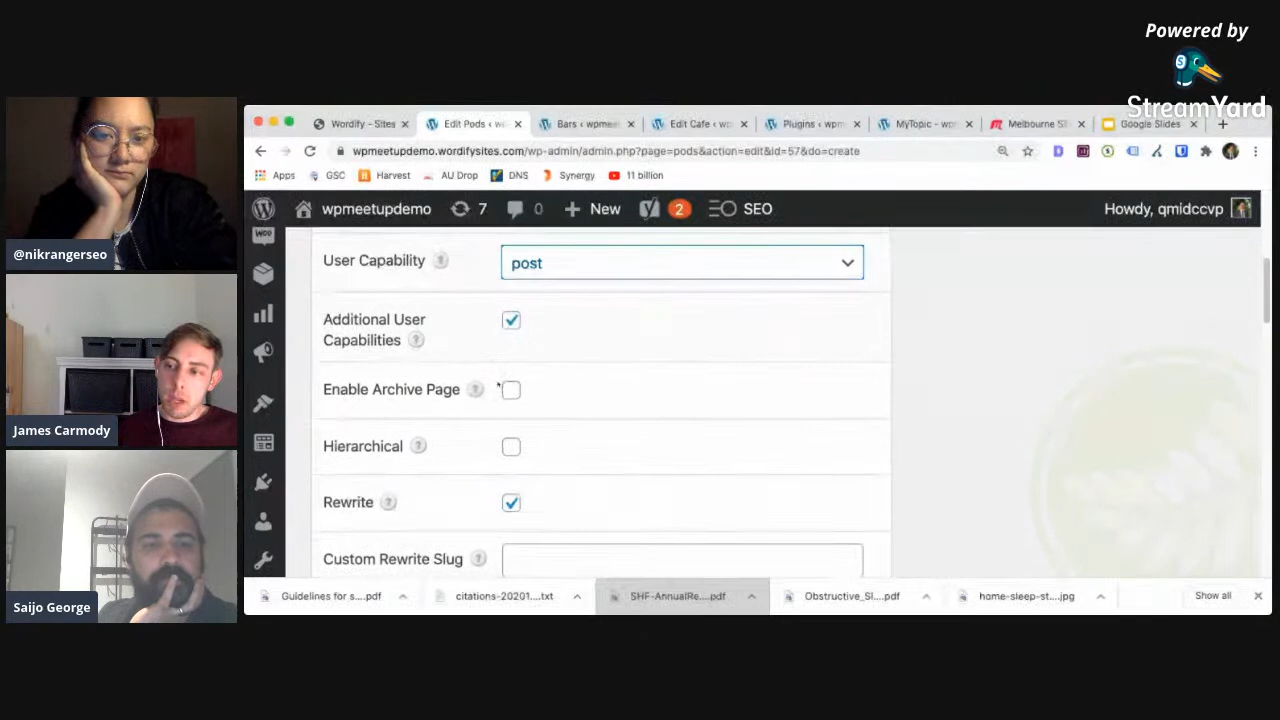 Powered by
StreamYard
@nikrangerseo
James Carmody
Saijo George
Wordify - Sites
Edit Pods
Bars < wpmee
Edit Cafe < w
Plugins < wpm
MyTopic - wp
Melbourne S
Google Slides
wpmeetupdemo.wordifysites.com/wp-admin/admin.php?page=pods&action=edit&id=57&do=create
Apps
GSC
Harvest
AU Drop
DNS
Synergy
11 billion
wpmeetupdemo
7
0
New
2
SEO
Howdy, qmidccvp
WOO
User Capability
post
Additional User
Capabilities
Enable Archive Page
Hierarchical
Rewrite
Custom Rewrite Slug
Guidelines for s....pdf
citations-20201....txt
SHF-AnnualRe....pdf
Obstructive_Sl....pdf
home-sleep-st....jpg
Show all